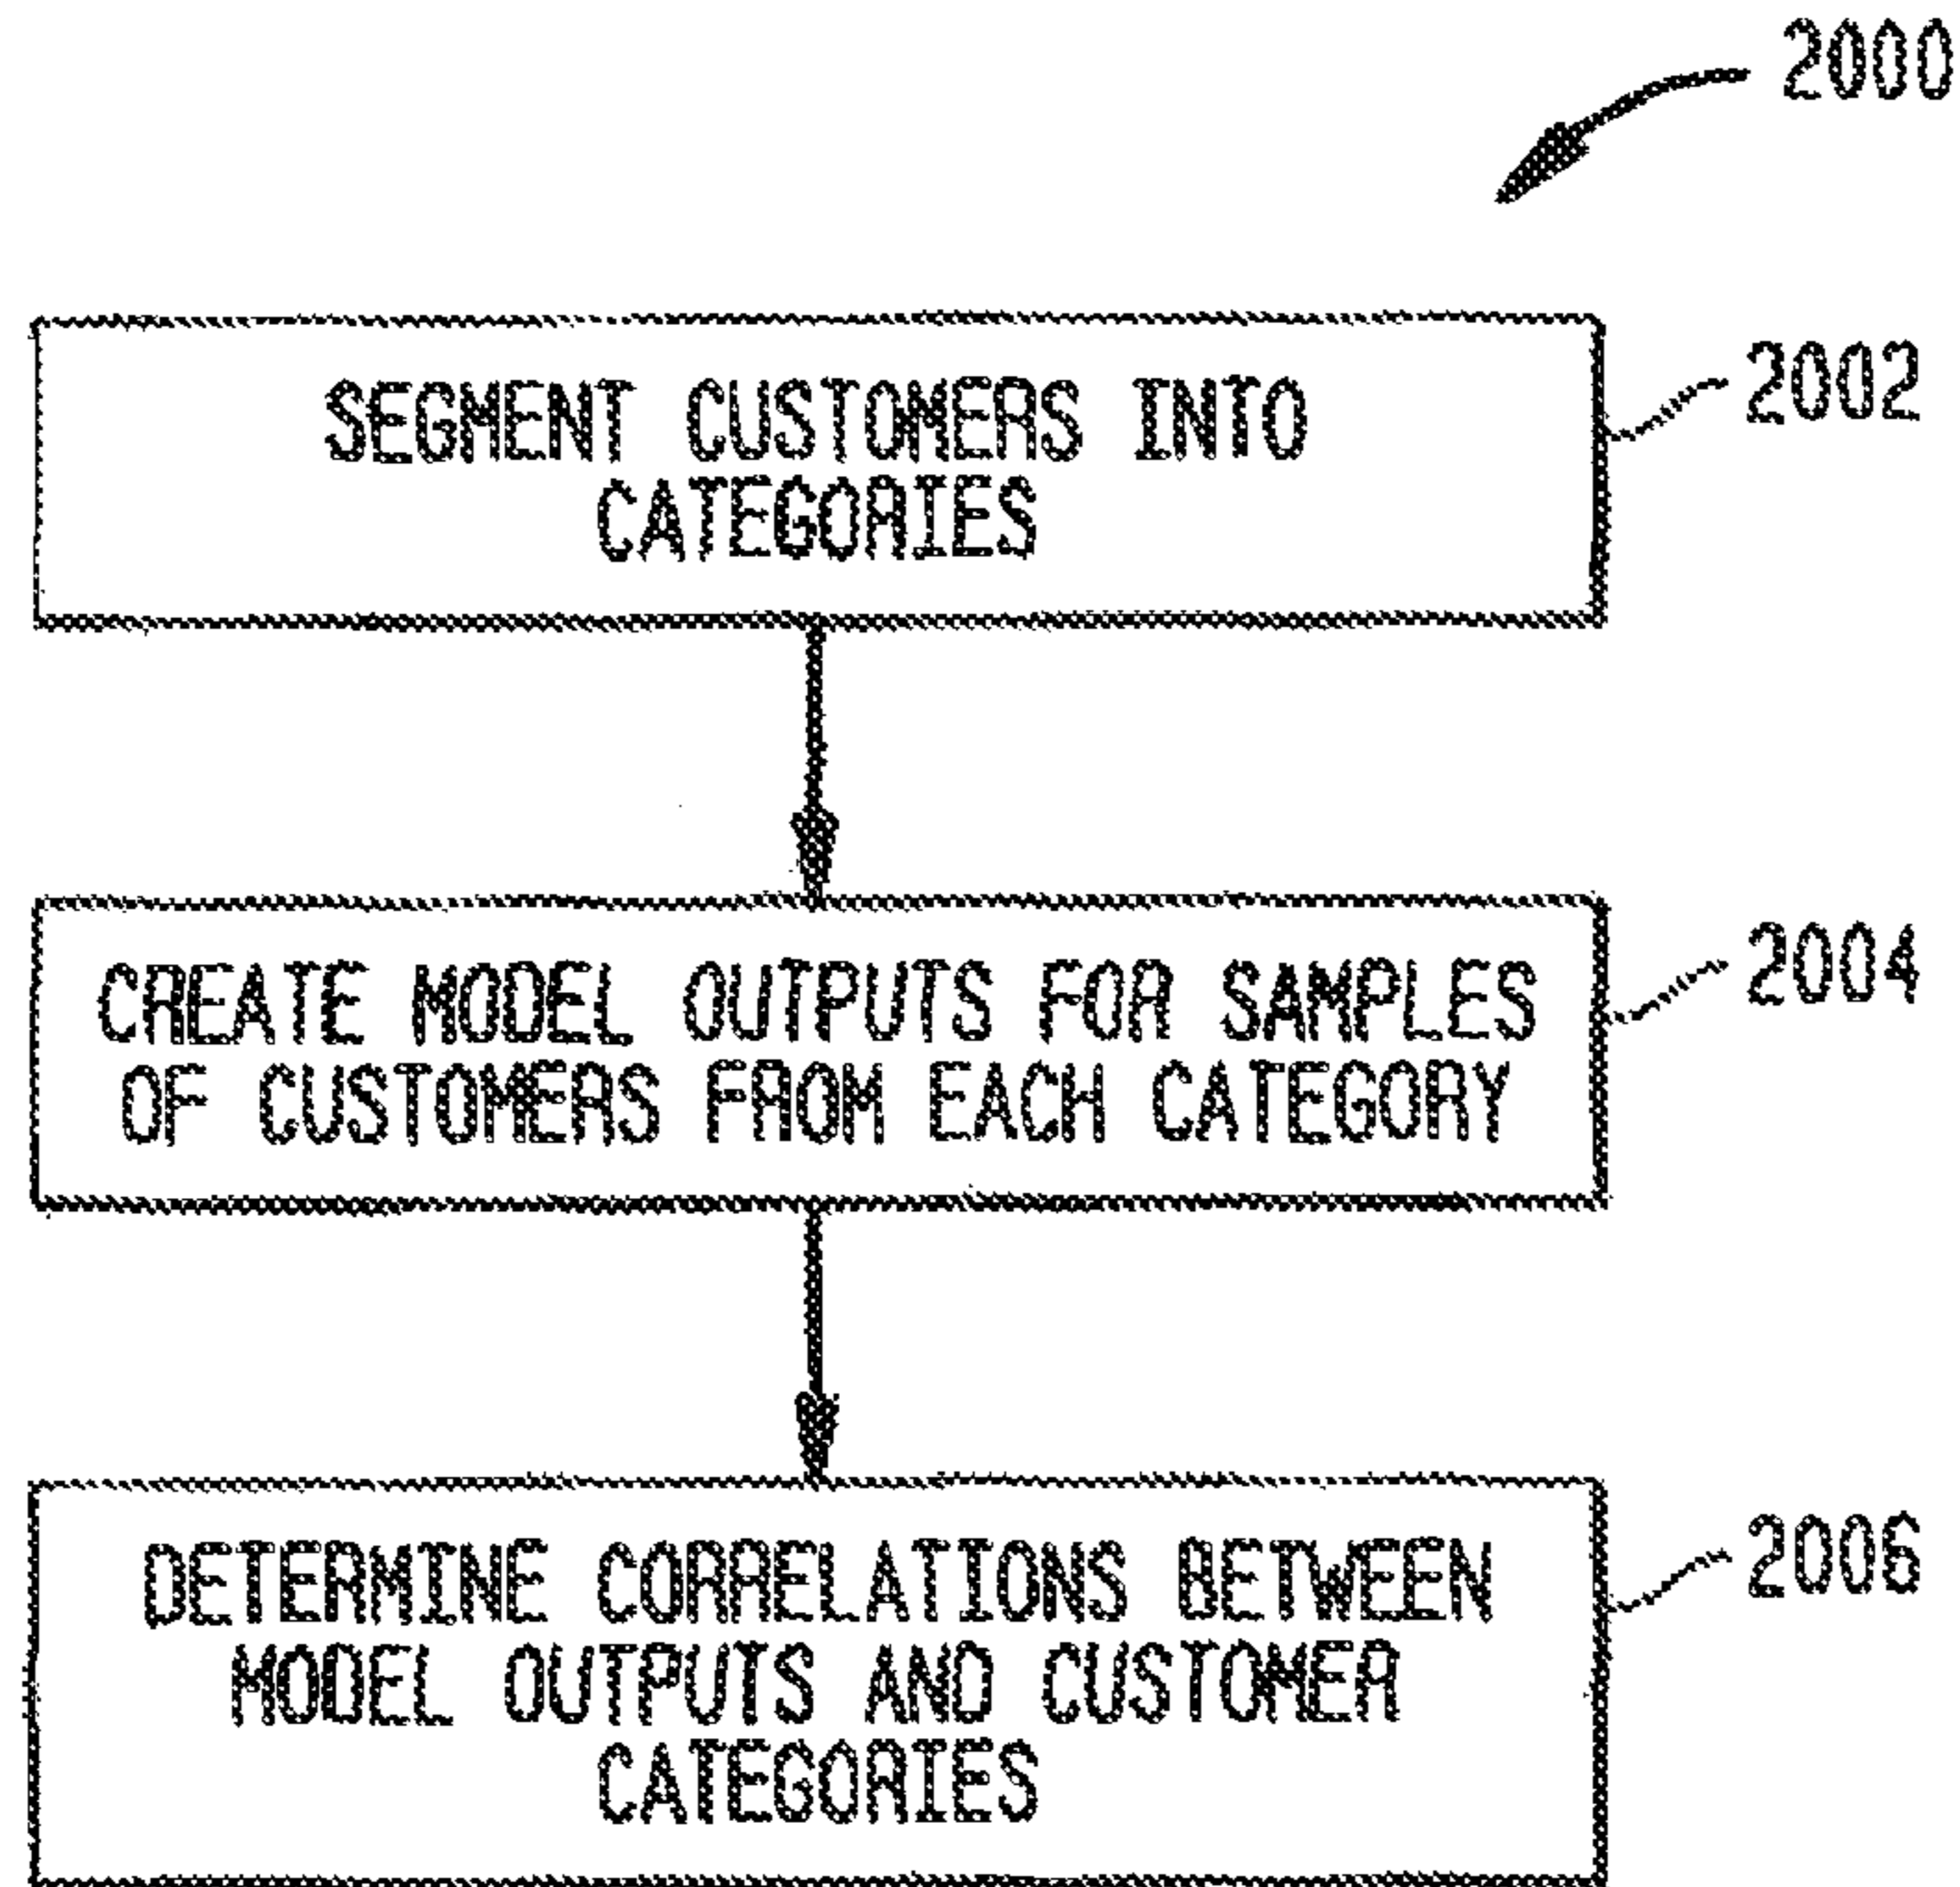 2000
SEGMENT CUSTOMERS INTO
CATEGORIES
2002
CREATE MODEL OUTPUTS FOR SAMPLES
OF CUSTOMERS FROM EACH CATEGORY
2004
DETERMINE CORRELATIONS BETWEEN
MODEL OUTPUTS AND CUSTOMER
CATEGORIES
2006